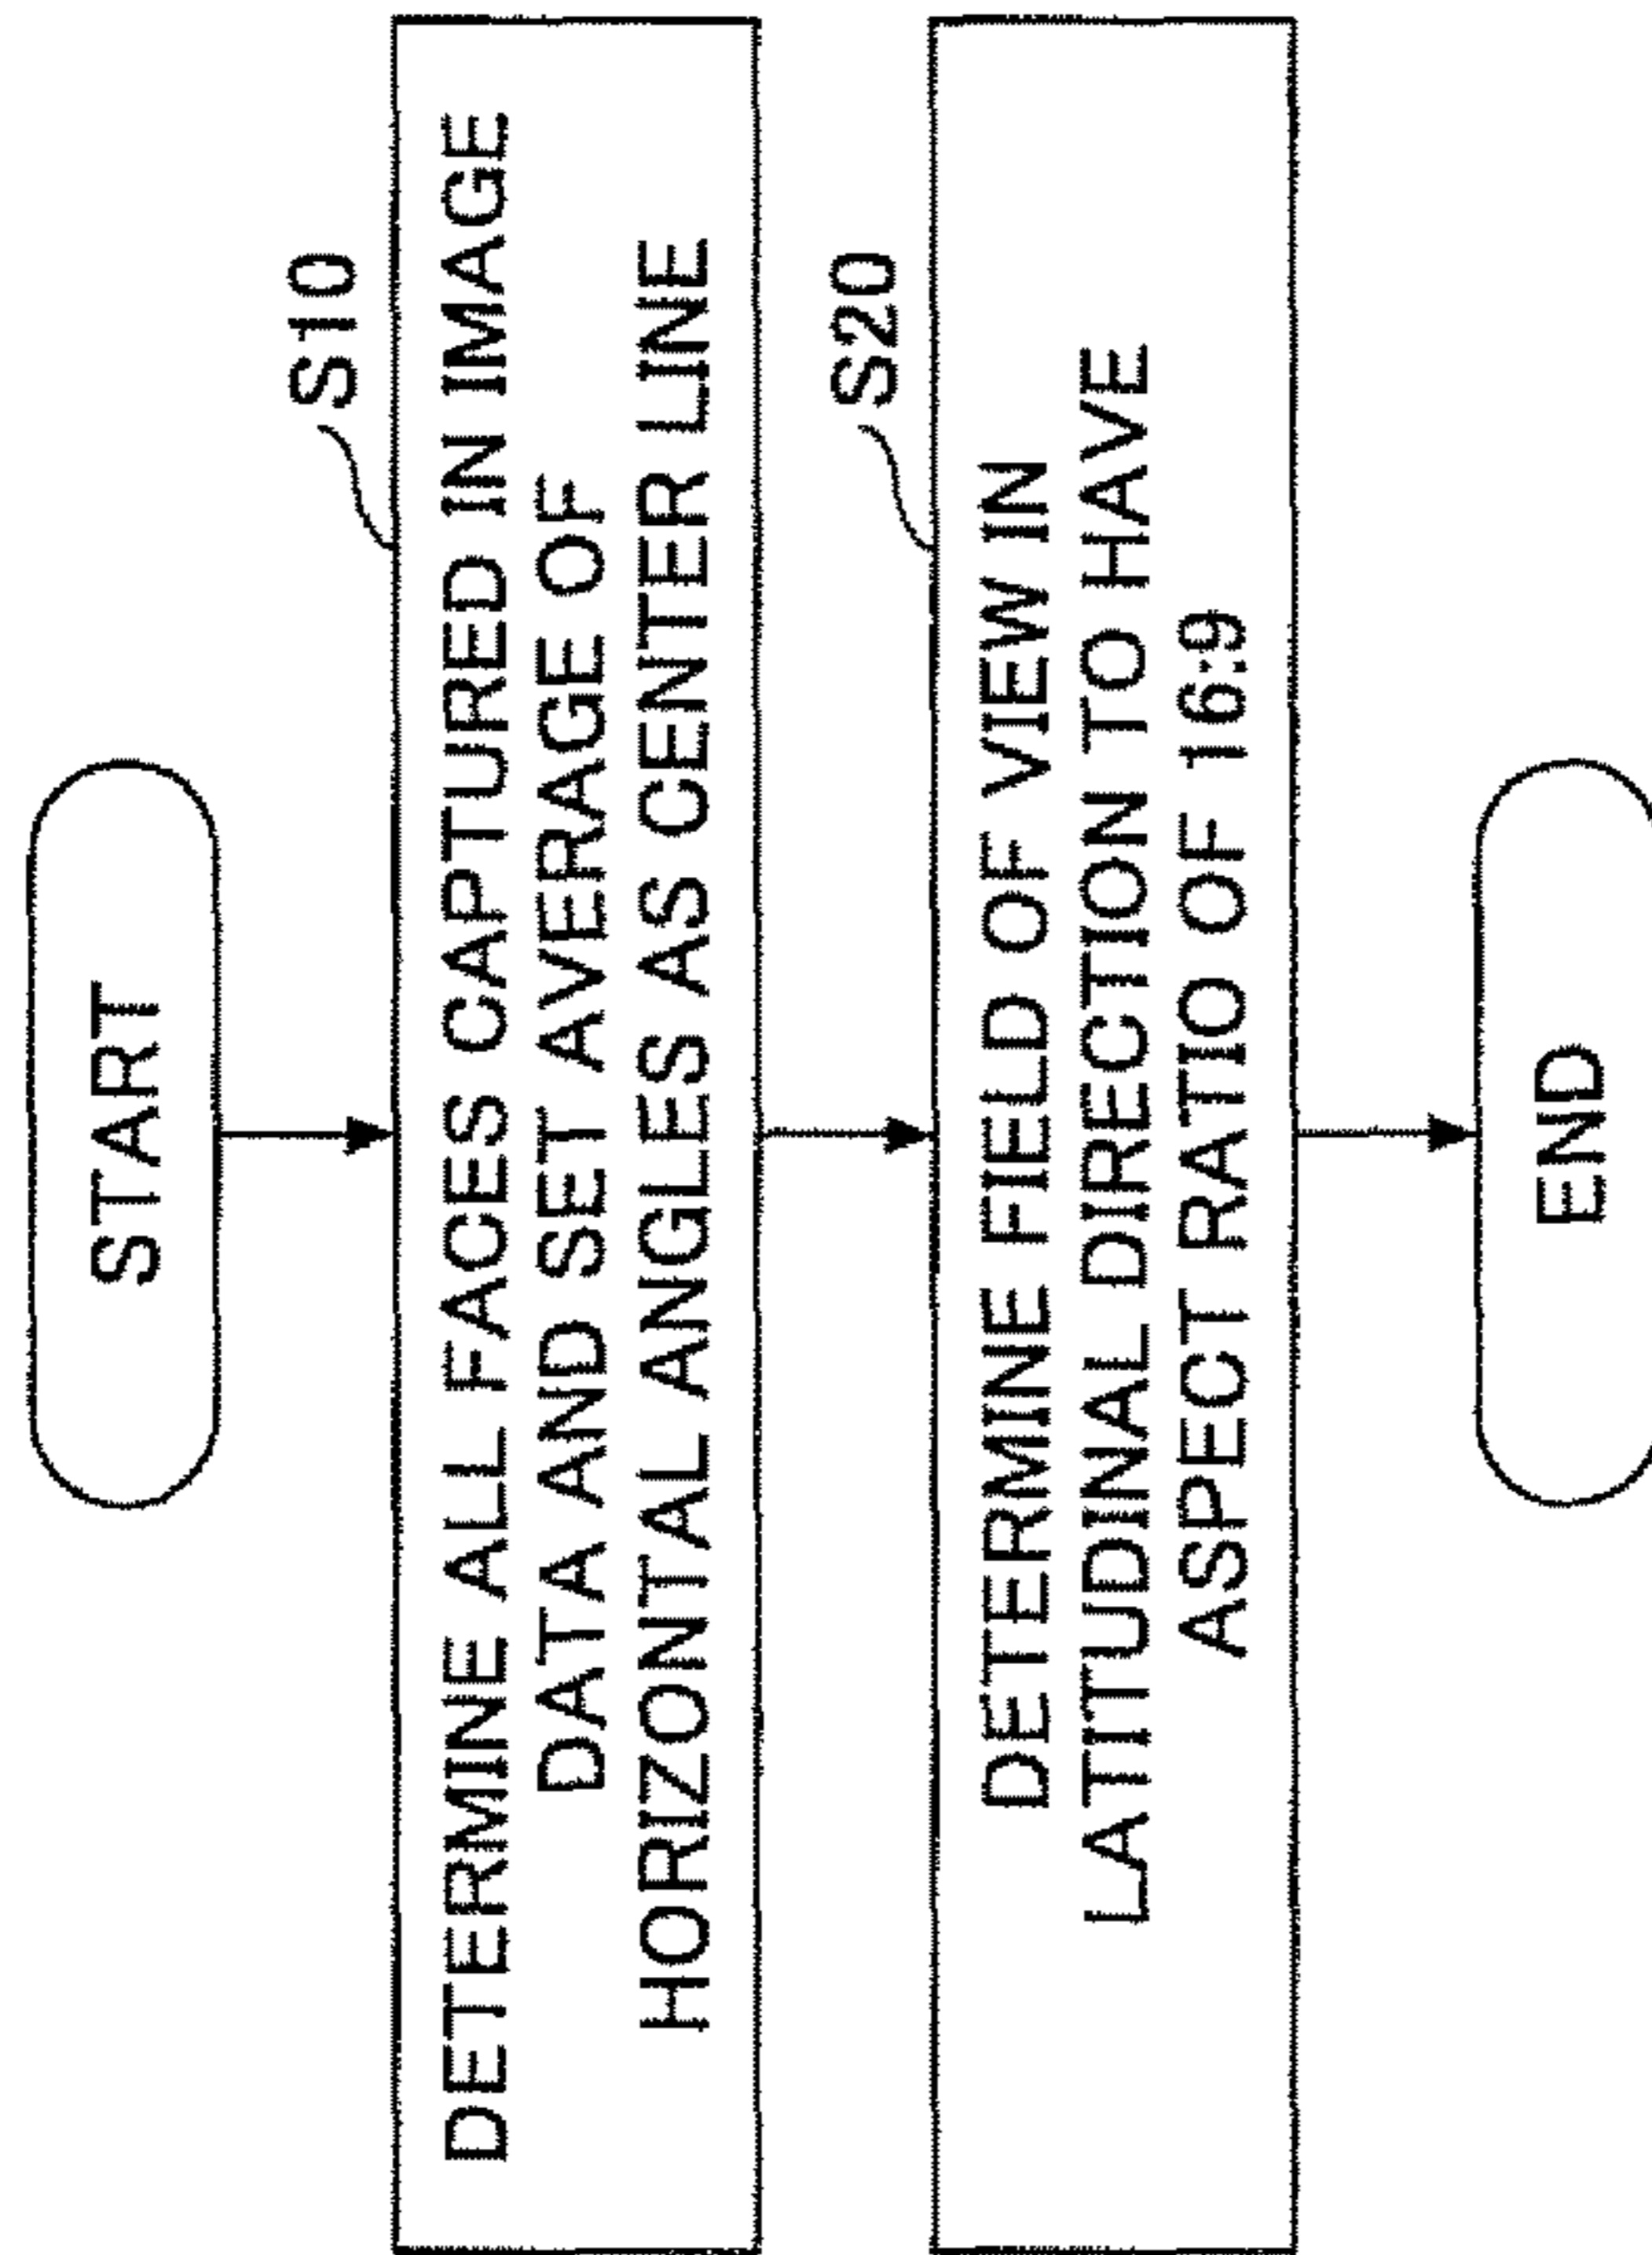 START
S10
DETERMINE ALL FACES CAPTURED IN IMAGE
DATA AND SET AVERAGE OF
HORIZONTAL ANGLES AS CENTER LINE
S20
DETERMINE FIELD OF VIEW IN
LATITUDINAL DIRECTION TO HAVE
ASPECT RATIO OF 16:9
END